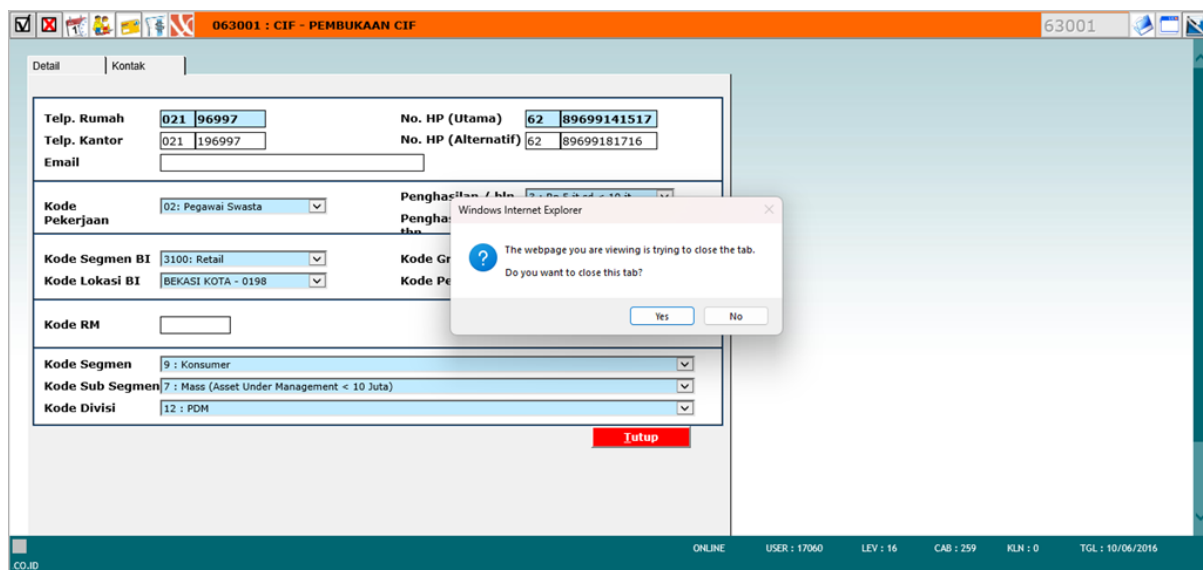 063001 : CIF - PEMBUKAAN CIF
63001
Detail
Kontak
Telp. Rumah 021 96997 No. HP (Utama) 62 89699141517
Telp. Kantor 021 196997 No. HP (Alternatif) 62 89699181716
Email
Kode Pekerjaan 02: Pegawai Swasta
Penghasilan / bln
Windows Internet Explorer
The webpage you are viewing is trying to close the tab.
Do you want to close this tab?
Yes No
Kode Segmen BI 3100: Retail
Kode Lokasi BI BEKASI KOTA - 0198
Kode RM
Kode Segmen 9 : Konsumer
Kode Sub Segmen 7 : Mass (Asset Under Management < 10 Juta)
Kode Divisi 12 : PDM
Tutup
ONLINE USER : 17060 LEV : 16 CAB : 259 KLN : 0 TGL : 10/06/2016
CO.ID